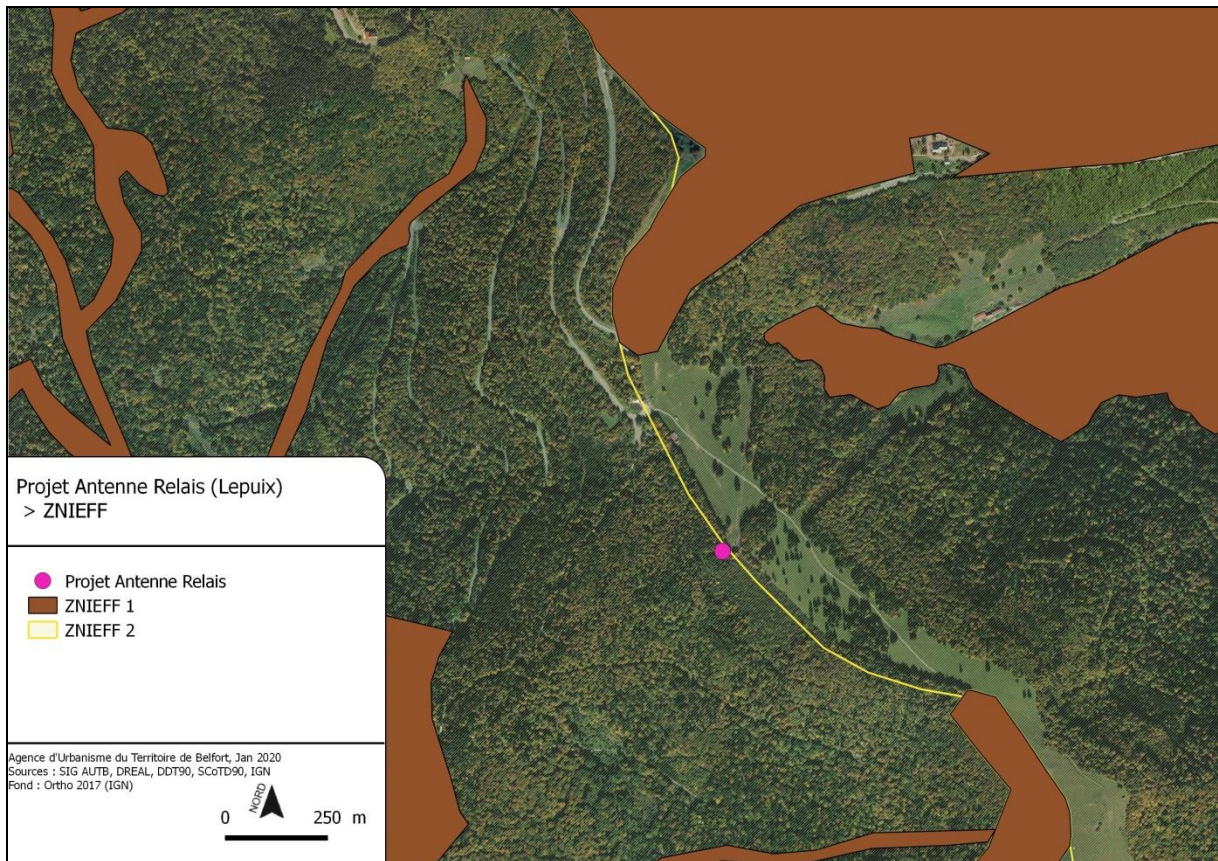 Projet Antenne Relais (Lepuix)
> ZNIEFF
Projet Antenne Relais
ZNIEFF 1
ZNIEFF 2
Agence d'Urbanisme du Territoire de Belfort, Jan 2020
Sources : SIG AUTB, DREAL, DDT90, SCoTD90, IGN
Fond : Ortho 2017 (IGN)
NORD
0 250 m